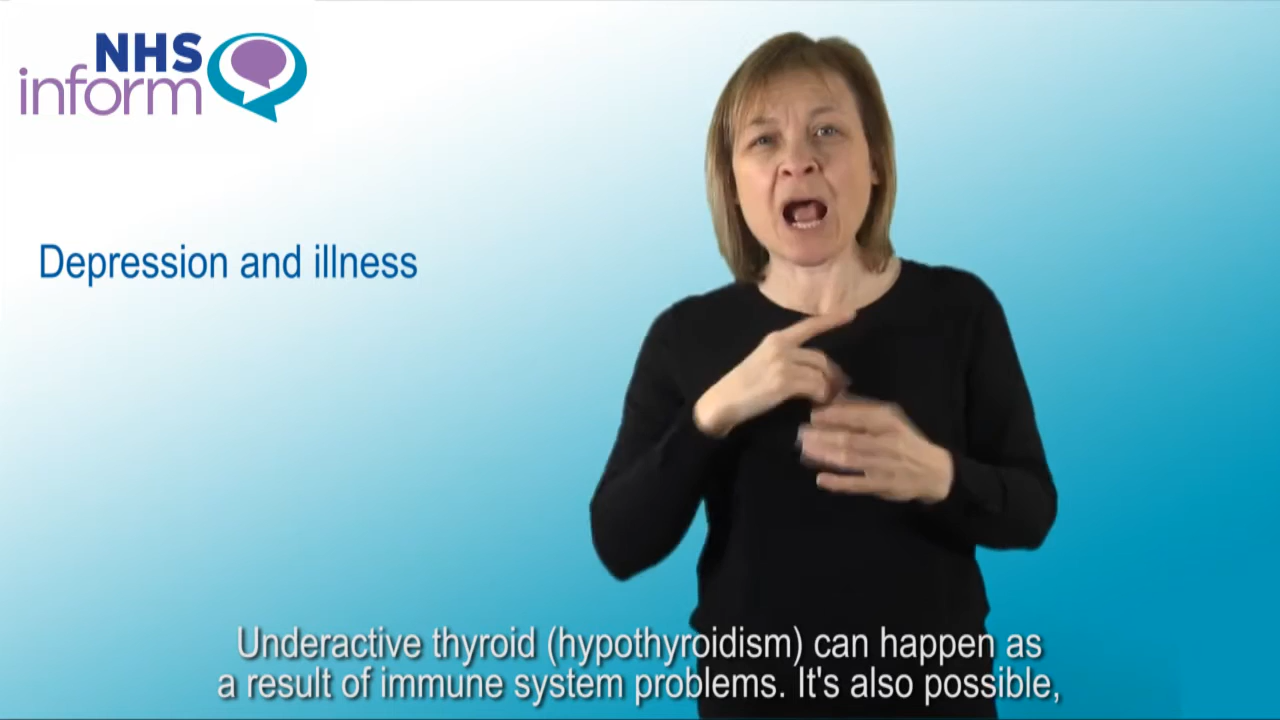 NHS
inform
Depression and illness
Underactive thyroid (hypothyroidism) can happen as
a result of immune system problems. It's also possible,